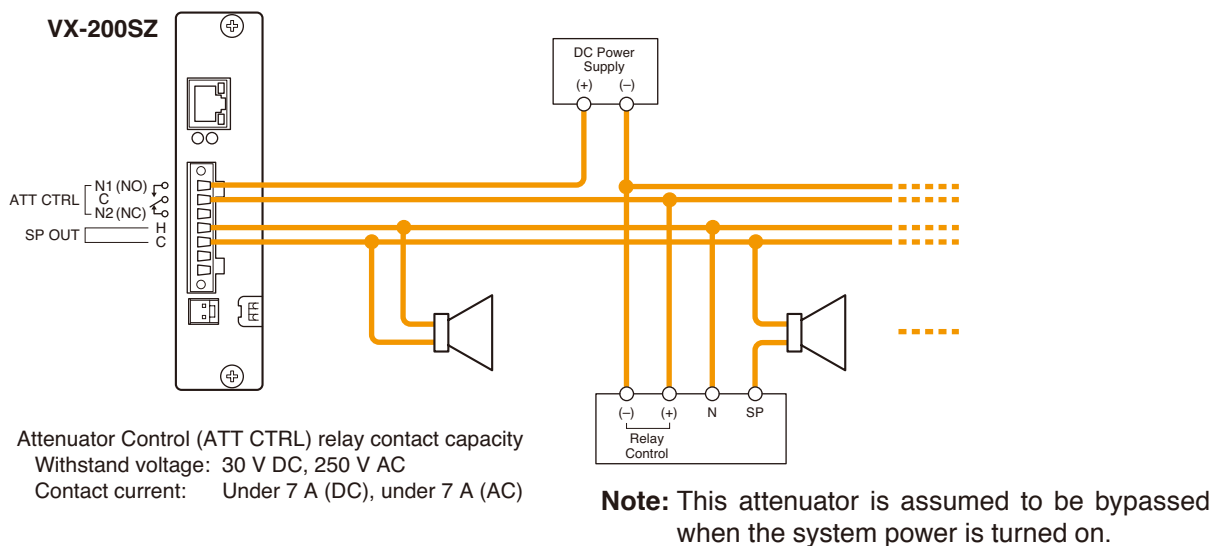 VX-200SZ
DC Power
Supply
(+) (–)
ATT CTRL
N1 (NO)
C
N2 (NC)
SP OUT
H
C
(–) (+) N SP
Relay
Control
Attenuator Control (ATT CTRL) relay contact capacity
Withstand voltage: 30 V DC, 250 V AC
Contact current: Under 7 A (DC), under 7 A (AC)
Note: This attenuator is assumed to be bypassed
when the system power is turned on.